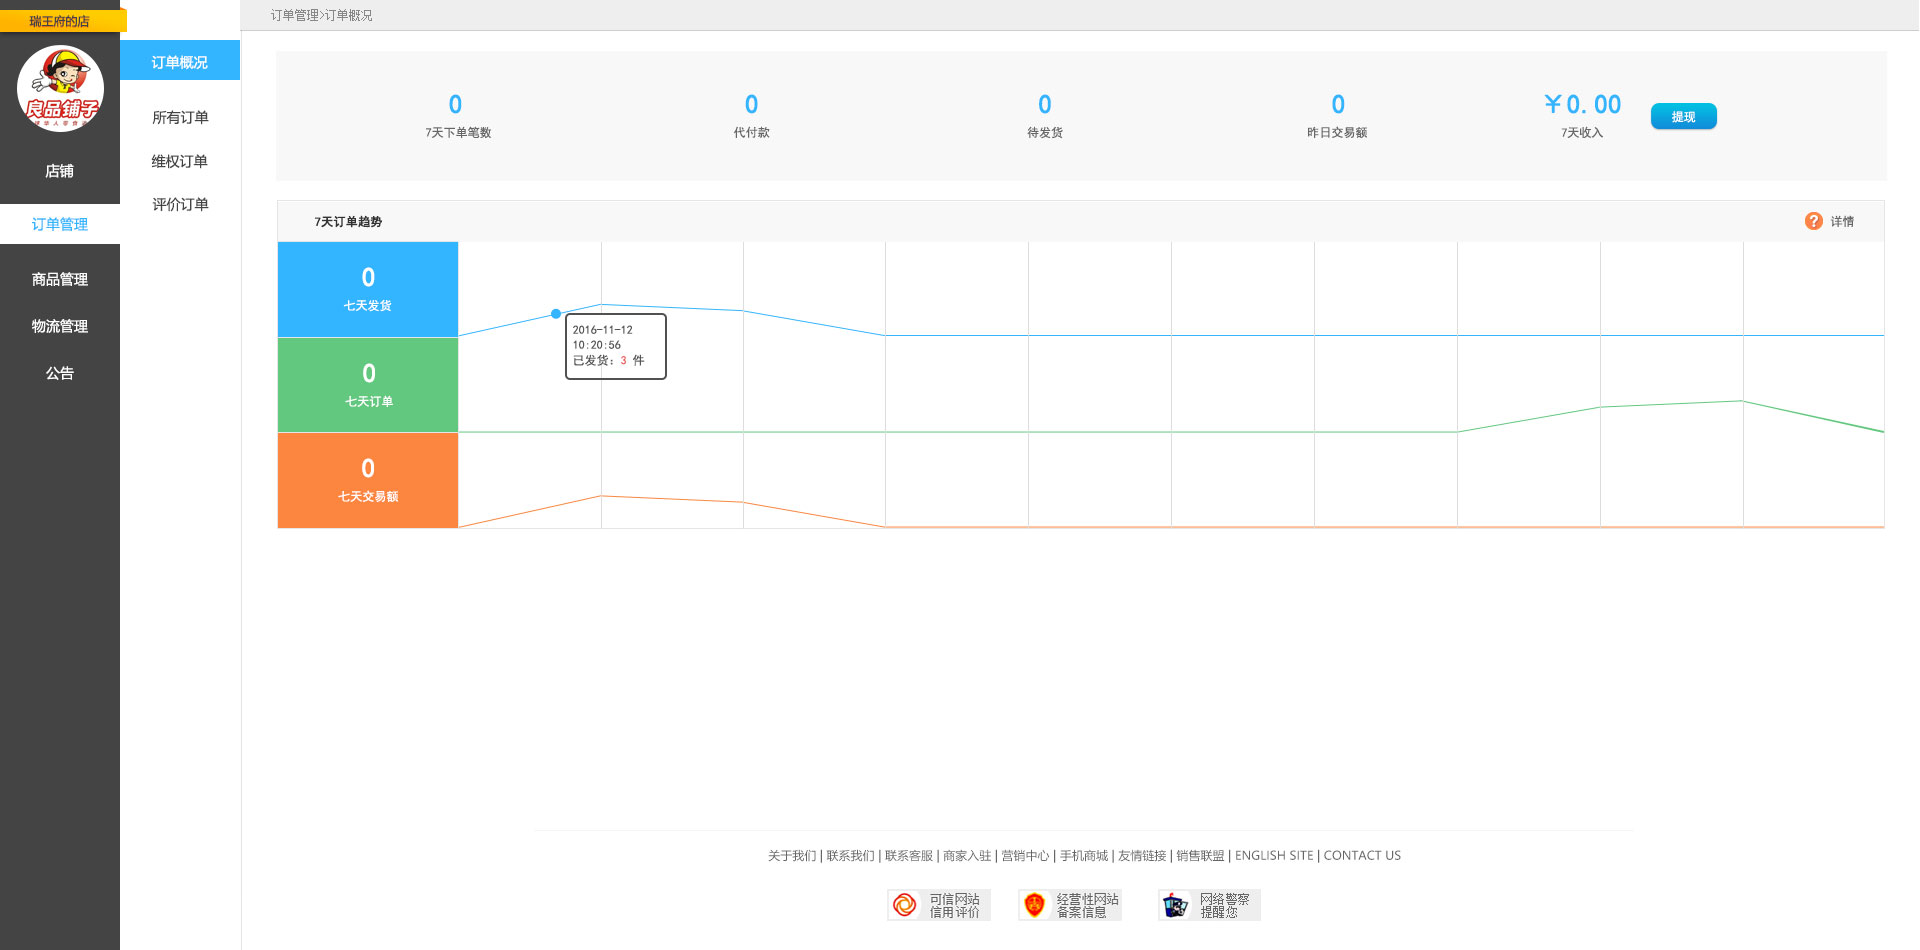 瑞王府的店
良品铺子
店铺
订单管理
商品管理
物流管理
公告
订单概况
所有订单
维权订单
评价订单
订单管理>订单概况
0
7天下单笔数
0
代付款
0
待发货
0
昨日交易额
￥0.00
7天收入
提现
7天订单趋势
? 详情
0
七天发货
0
七天订单
0
七天交易额
2016-11-12
10:20:56
已发货：3 件
关于我们 | 联系我们 | 联系客服 | 商家入驻 | 营销中心 | 手机商城 | 友情链接 | 销售联盟 | ENGLISH SITE | CONTACT US
可信网站
信用评价
经营性网站
备案信息
网络警察
提醒您